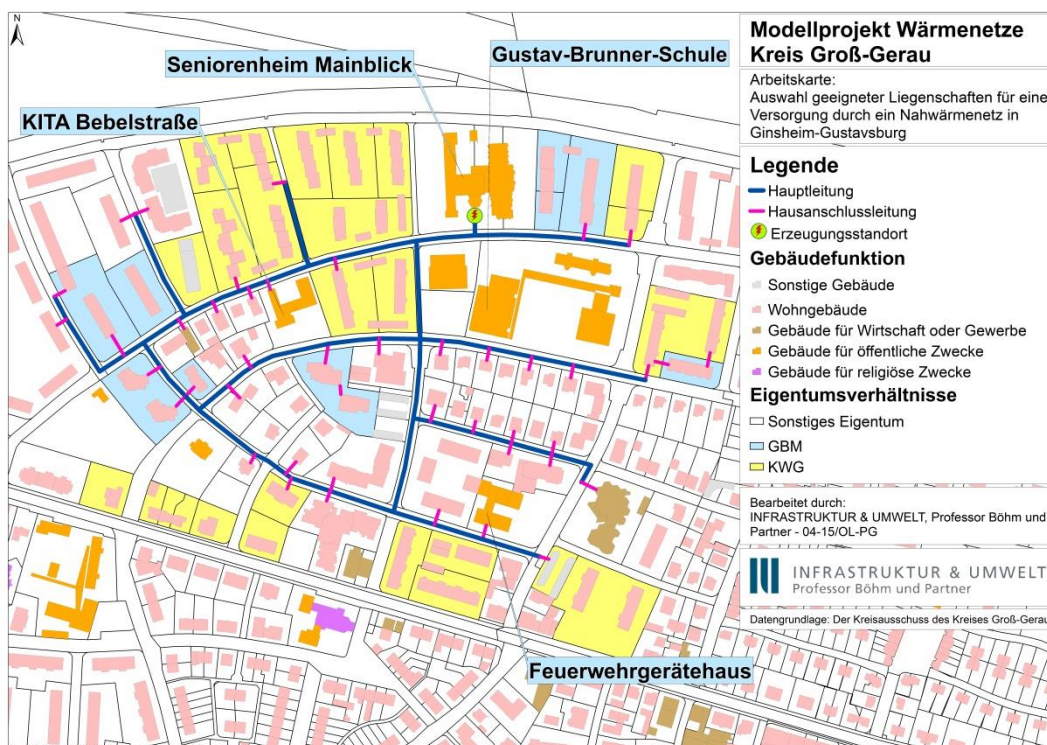 N
Seniorenheim Mainblick
Gustav-Brunner-Schule
KITA Bebelstraße
Feuerwehrgerätehaus
Modellprojekt Wärmenetze
Kreis Groß-Gerau
Arbeitskarte:
Auswahl geeigneter Liegenschaften für eine
Versorgung durch ein Nahwärmenetz in
Ginsheim-Gustavsburg
Legende
Hauptleitung
Hausanschlussleitung
Erzeugungsstandort
Gebäudefunktion
Sonstige Gebäude
Wohngebäude
Gebäude für Wirtschaft oder Gewerbe
Gebäude für öffentliche Zwecke
Gebäude für religiöse Zwecke
Eigentumsverhältnisse
Sonstiges Eigentum
GBM
KWG
Bearbeitet durch:
INFRASTRUKTUR & UMWELT, Professor Böhm und
Partner - 04-15/OL-PG
INFRASTRUKTUR & UMWELT
Professor Böhm und Partner
Datengrundlage: Der Kreisausschuss des Kreises Groß-Gerau